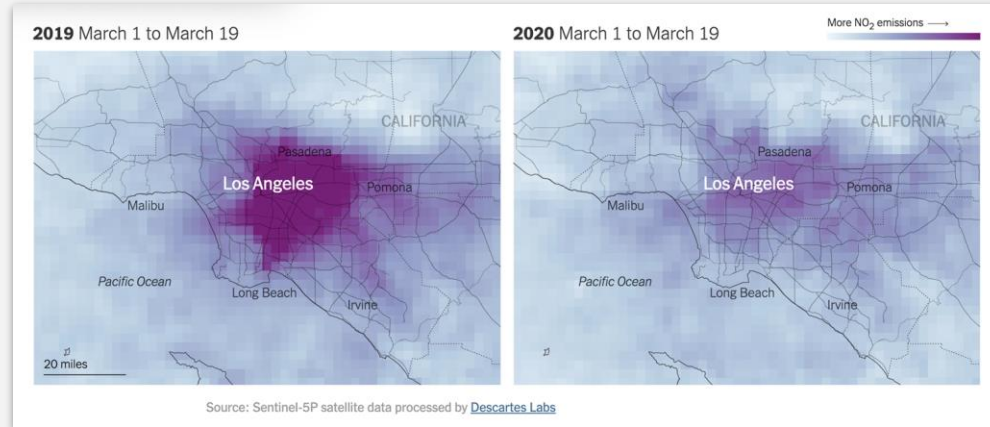 2019 March 1 to March 19
CALIFORNIA
Pasadena
Los Angeles
Pomona
Malibu
Pacific Ocean
Long Beach
Irvine
20 miles
2020 March 1 to March 19
More NO₂ emissions →
CALIFORNIA
Pasadena
Los Angeles
Pomona
Malibu
Pacific Ocean
Long Beach
Irvine
Source: Sentinel-5P satellite data processed by Descartes Labs